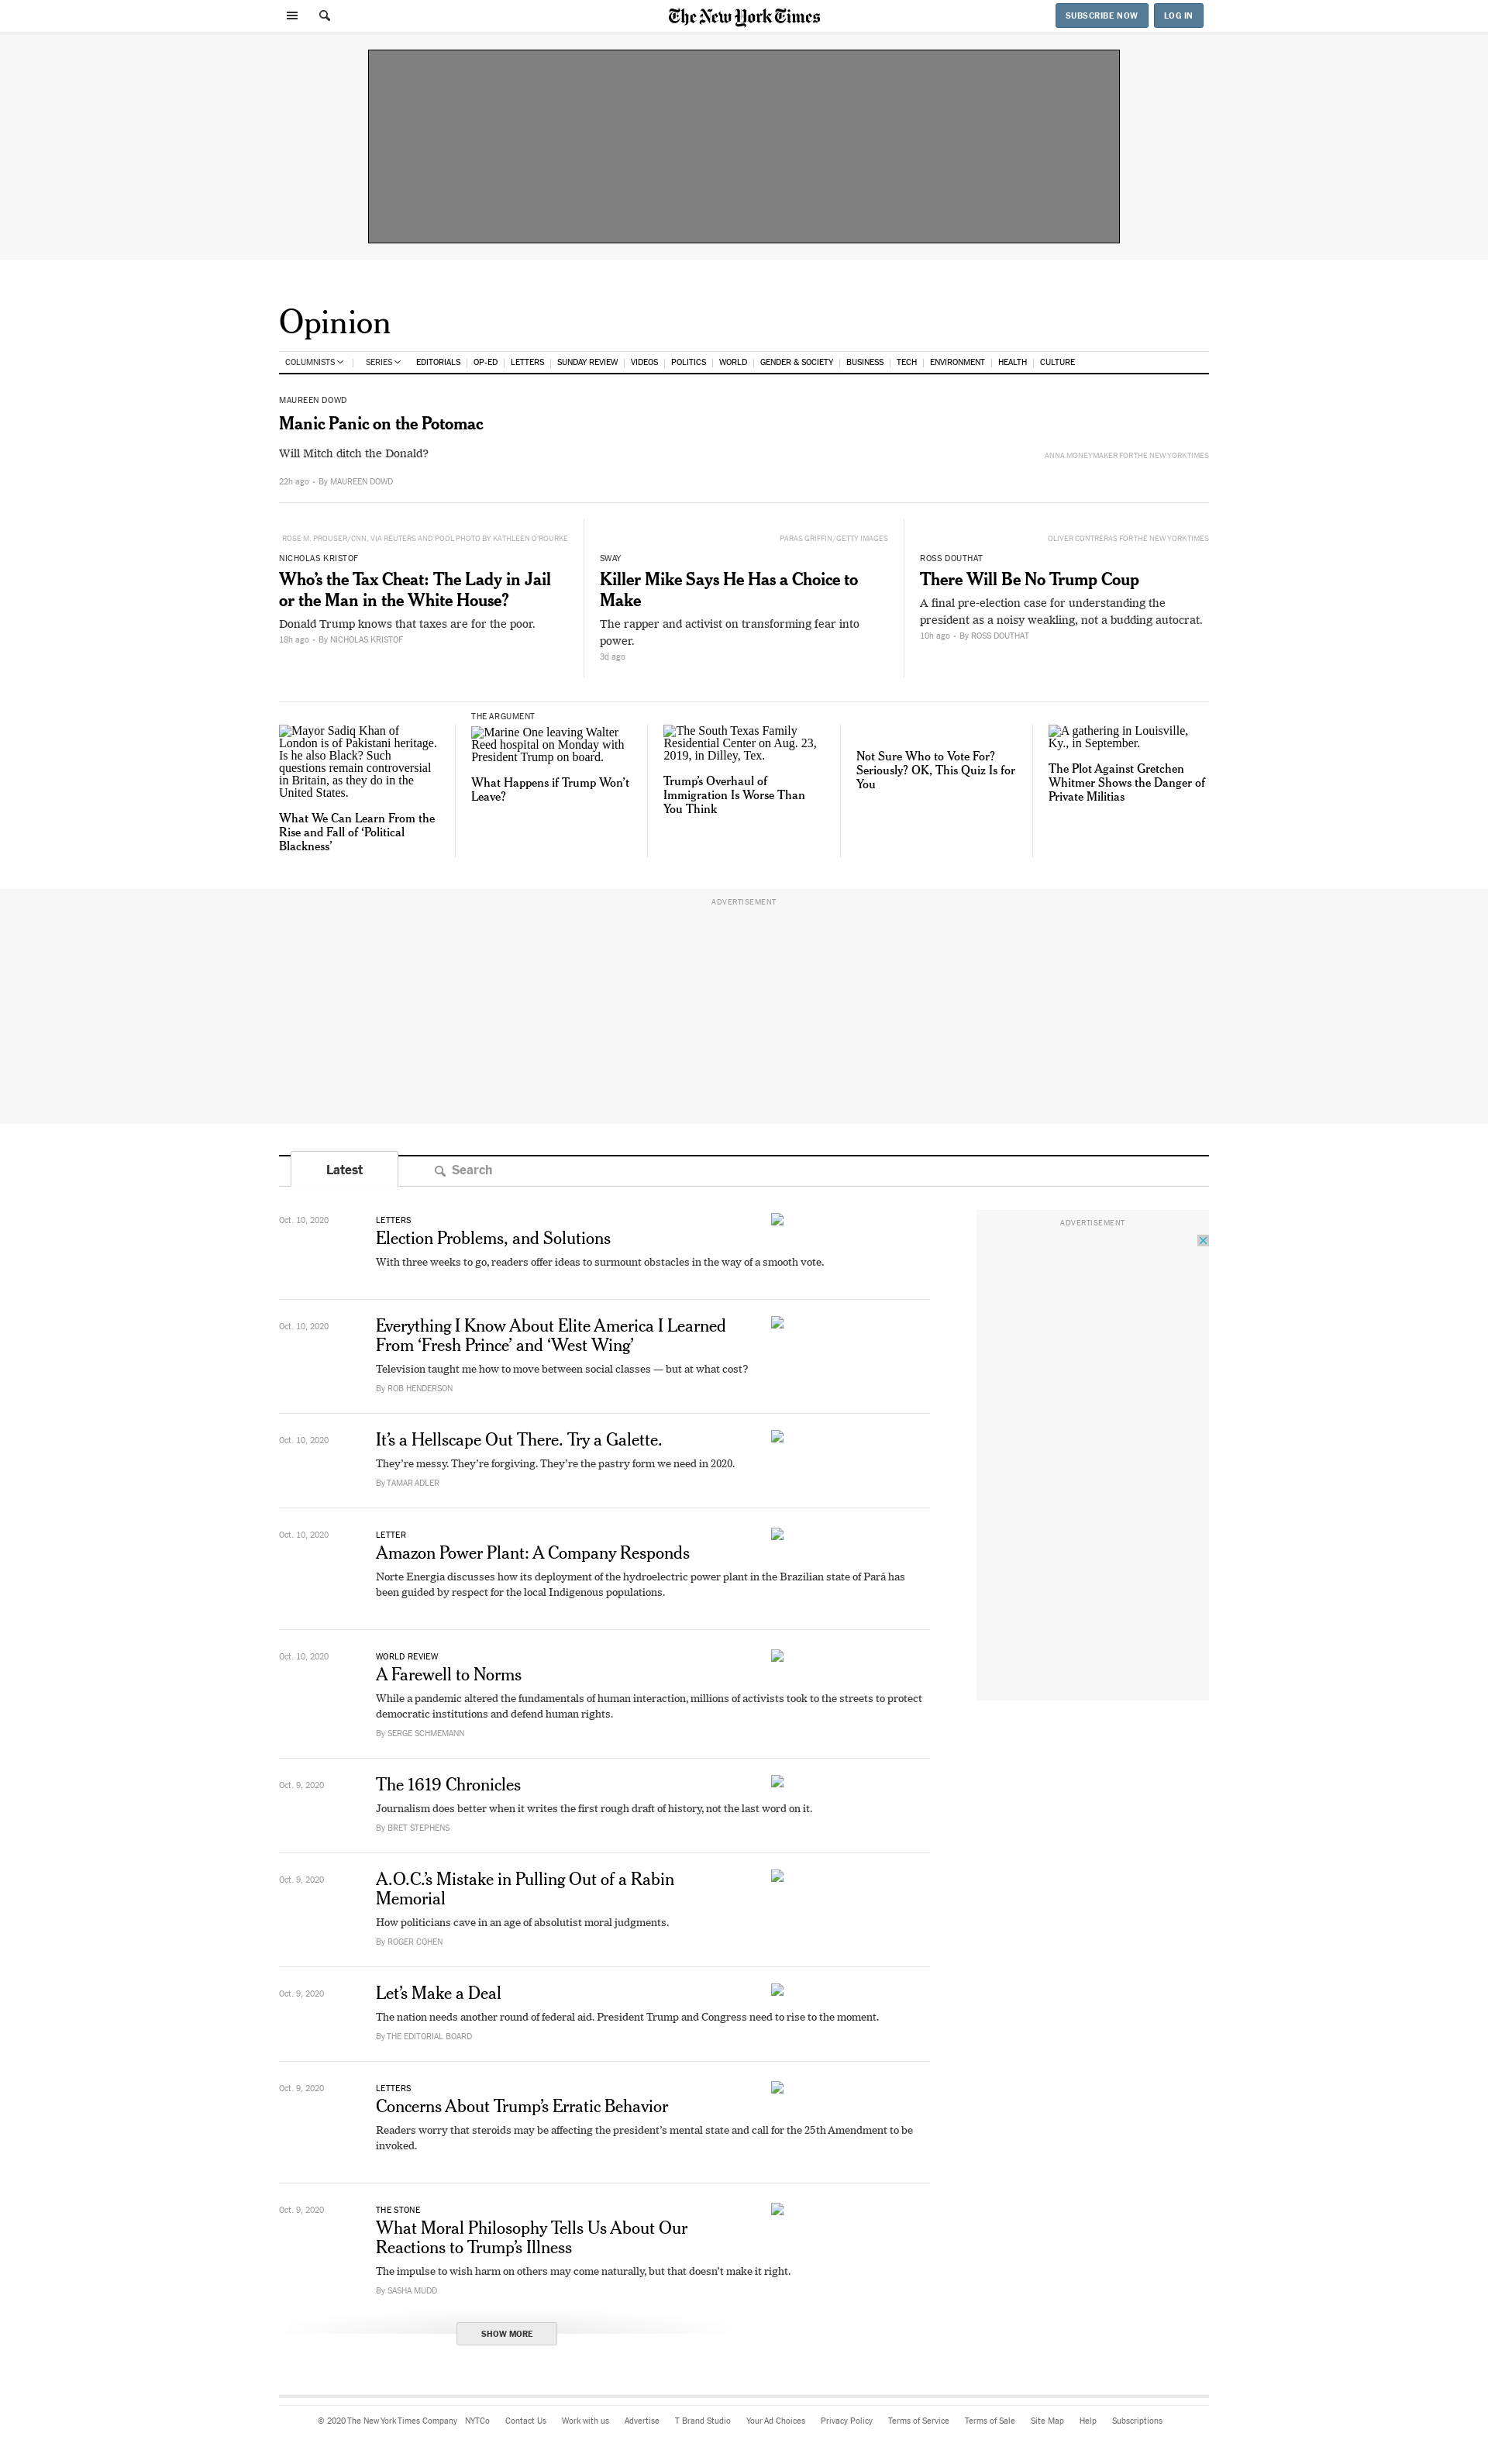 The New York Times
SUBSCRIBE NOW
LOG IN
Opinion
COLUMNISTS
SERIES
EDITORIALS
OP-ED
LETTERS
SUNDAY REVIEW
VIDEOS
POLITICS
WORLD
GENDER & SOCIETY
BUSINESS
TECH
ENVIRONMENT
HEALTH
CULTURE
MAUREEN DOWD
Manic Panic on the Potomac
Will Mitch ditch the Donald?
ANNA MONEYMAKER FOR THE NEW YORK TIMES
22h ago • By MAUREEN DOWD
ROSE M. PROUSER/CNN, VIA REUTERS AND POOL PHOTO BY KATHLEEN O'ROURKE
NICHOLAS KRISTOF
Who’s the Tax Cheat: The Lady in Jail
or the Man in the White House?
Donald Trump knows that taxes are for the poor.
18h ago • By NICHOLAS KRISTOF
PARAS GRIFFIN/GETTY IMAGES
SWAY
Killer Mike Says He Has a Choice to
Make
The rapper and activist on transforming fear into
power.
3d ago
OLIVER CONTRERAS FOR THE NEW YORK TIMES
ROSS DOUTHAT
There Will Be No Trump Coup
A final pre-election case for understanding the
president as a noisy weakling, not a budding autocrat.
10h ago • By ROSS DOUTHAT
Mayor Sadiq Khan of
London is of Pakistani heritage.
Is he also Black? Such
questions remain controversial
in Britain, as they do in the
United States.
What We Can Learn From the
Rise and Fall of ‘Political
Blackness’
THE ARGUMENT
Marine One leaving Walter
Reed hospital on Monday with
President Trump on board.
What Happens if Trump Won’t
Leave?
The South Texas Family
Residential Center on Aug. 23,
2019, in Dilley, Tex.
Trump’s Overhaul of
Immigration Is Worse Than
You Think
Not Sure Who to Vote For?
Seriously? OK, This Quiz Is for
You
A gathering in Louisville,
Ky., in September.
The Plot Against Gretchen
Whitmer Shows the Danger of
Private Militias
ADVERTISEMENT
Latest
Search
ADVERTISEMENT
Oct. 10, 2020
LETTERS
Election Problems, and Solutions
With three weeks to go, readers offer ideas to surmount obstacles in the way of a smooth vote.
Oct. 10, 2020
Everything I Know About Elite America I Learned
From ‘Fresh Prince’ and ‘West Wing’
Television taught me how to move between social classes — but at what cost?
By ROB HENDERSON
Oct. 10, 2020
It’s a Hellscape Out There. Try a Galette.
They’re messy. They’re forgiving. They’re the pastry form we need in 2020.
By TAMAR ADLER
Oct. 10, 2020
LETTER
Amazon Power Plant: A Company Responds
Norte Energia discusses how its deployment of the hydroelectric power plant in the Brazilian state of Pará has
been guided by respect for the local Indigenous populations.
Oct. 10, 2020
WORLD REVIEW
A Farewell to Norms
While a pandemic altered the fundamentals of human interaction, millions of activists took to the streets to protect
democratic institutions and defend human rights.
By SERGE SCHMEMANN
Oct. 9, 2020
The 1619 Chronicles
Journalism does better when it writes the first rough draft of history, not the last word on it.
By BRET STEPHENS
Oct. 9, 2020
A.O.C.’s Mistake in Pulling Out of a Rabin
Memorial
How politicians cave in an age of absolutist moral judgments.
By ROGER COHEN
Oct. 9, 2020
Let’s Make a Deal
The nation needs another round of federal aid. President Trump and Congress need to rise to the moment.
By THE EDITORIAL BOARD
Oct. 9, 2020
LETTERS
Concerns About Trump’s Erratic Behavior
Readers worry that steroids may be affecting the president’s mental state and call for the 25th Amendment to be
invoked.
Oct. 9, 2020
THE STONE
What Moral Philosophy Tells Us About Our
Reactions to Trump’s Illness
The impulse to wish harm on others may come naturally, but that doesn’t make it right.
By SASHA MUDD
SHOW MORE
© 2020 The New York Times Company
NYTCo
Contact Us
Work with us
Advertise
T Brand Studio
Your Ad Choices
Privacy Policy
Terms of Service
Terms of Sale
Site Map
Help
Subscriptions